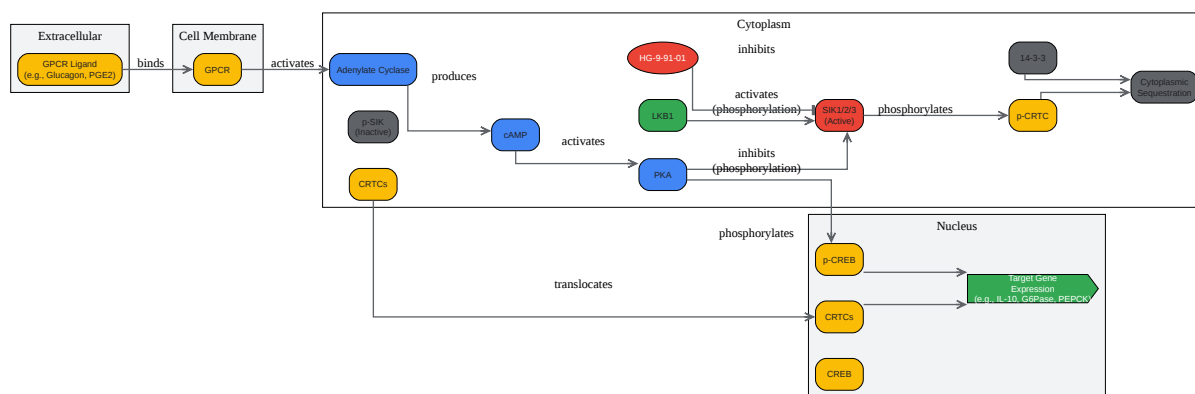 Extracellular
GPCR Ligand
(e.g., Glucagon, PGE2)
binds
Cell Membrane
GPCR
activates
Cytoplasm
Adenylate Cyclase
produces
p-SIK
(Inactive)
CRTCs
cAMP
activates
HG-9-91-01
inhibits
LKB1
activates
(phosphorylation)
SIK1/2/3
(Active)
phosphorylates
PKA
inhibits
(phosphorylation)
14-3-3
p-CRTC
Cytoplasmic
Sequestration
phosphorylates
translocates
Nucleus
p-CREB
CRTCs
CREB
Target Gene
Expression
(e.g., IL-10, G6Pase, PEPCK)